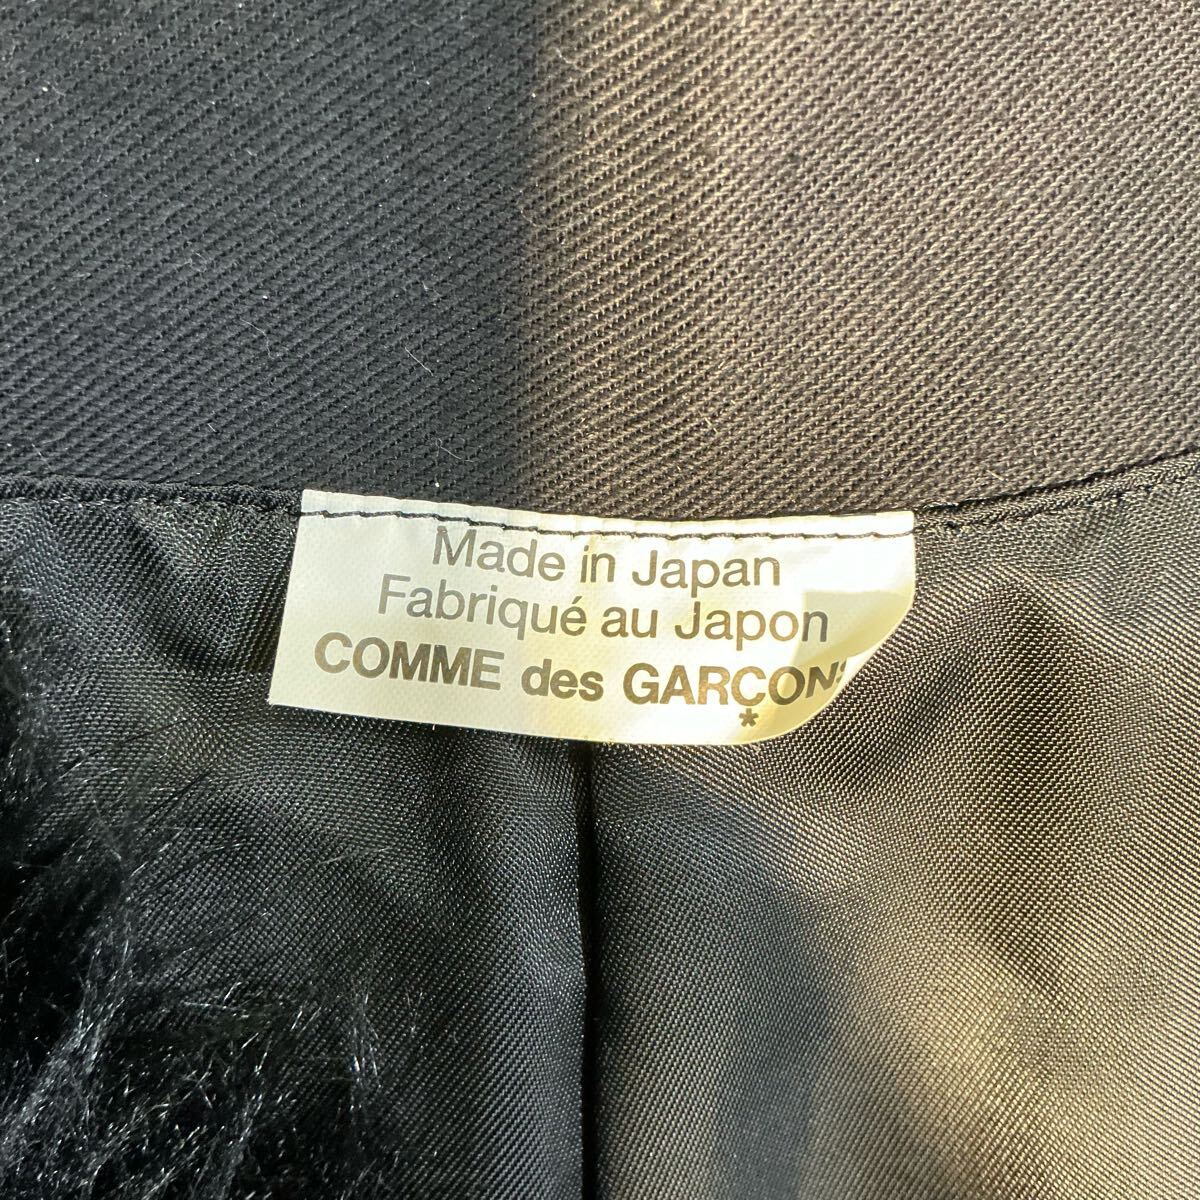 Made in Japan
Fabriqué au Japon
COMME des GARÇONS
*